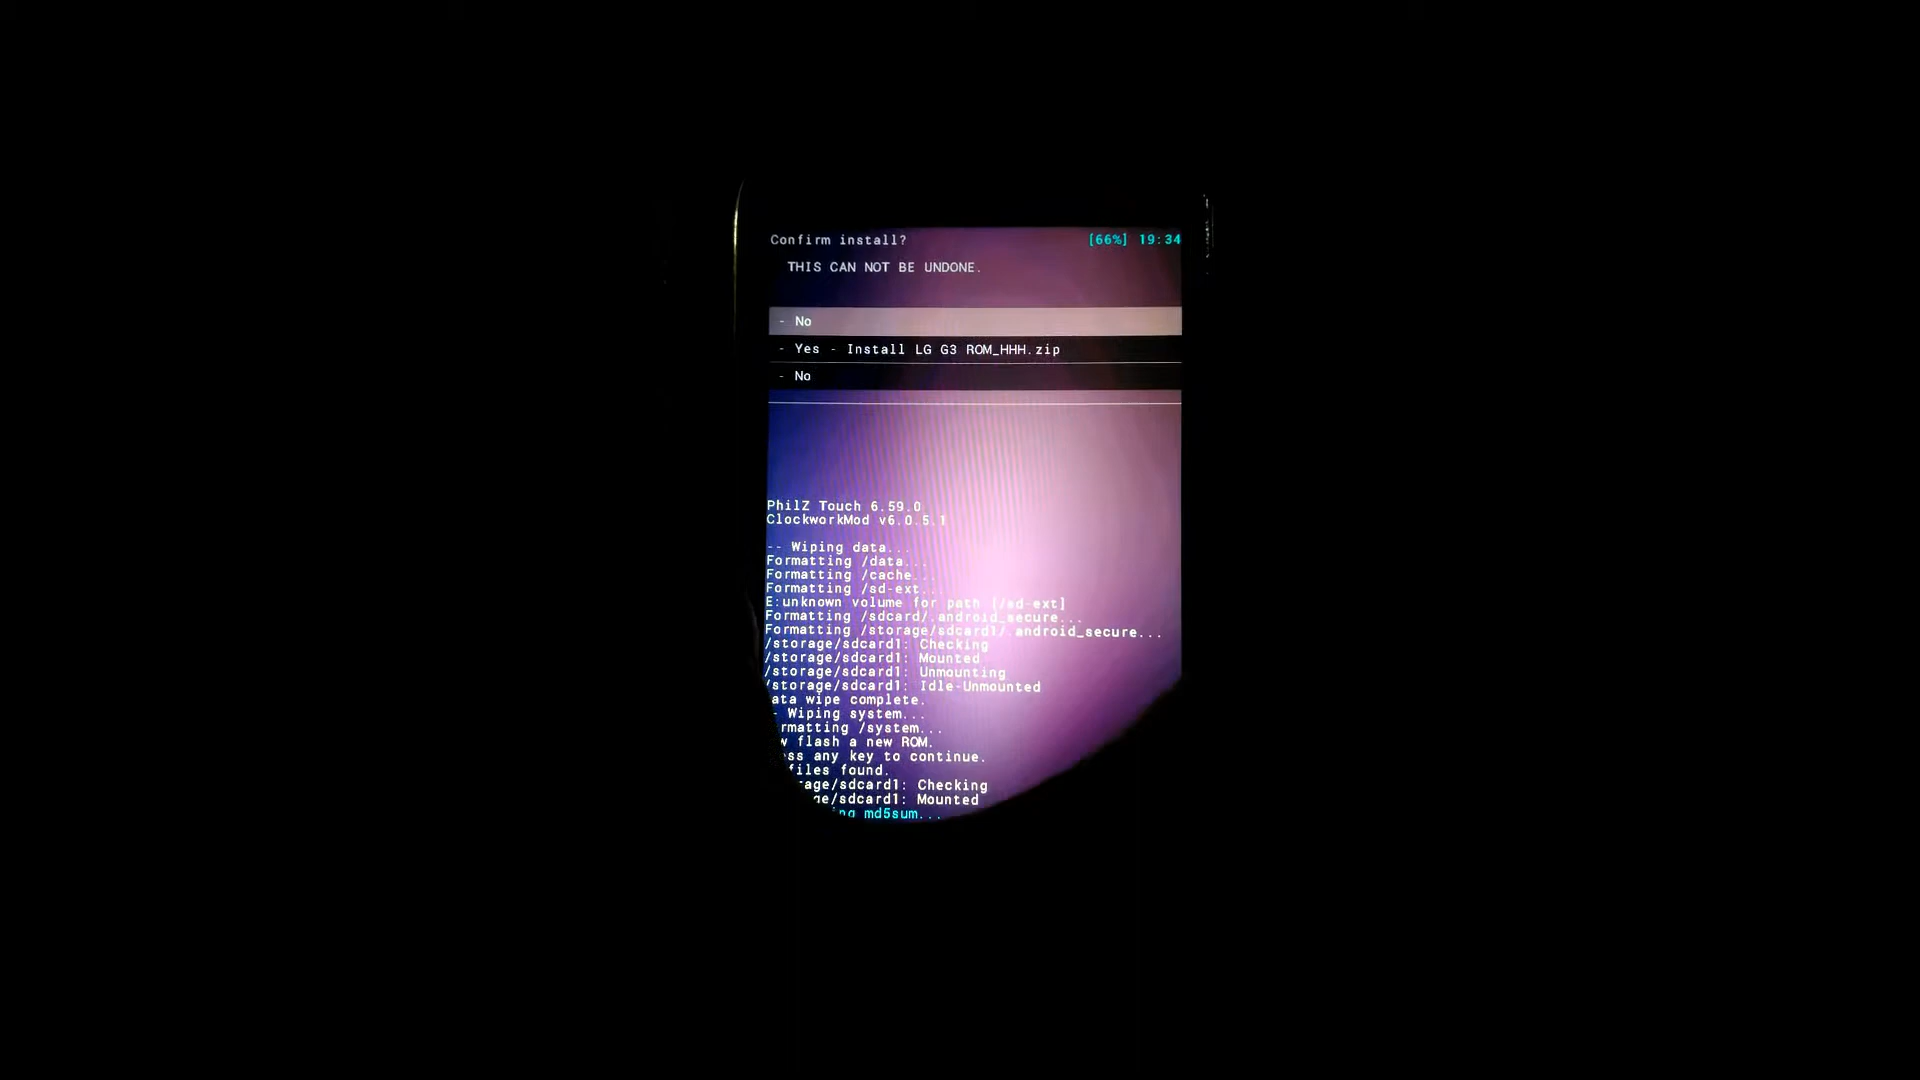 Confirm install? [66%] 19:34
THIS CAN NOT BE UNDONE.
- No
- Yes - Install LG G3 ROM_HHH.zip
- No
PhilZ Touch 6.59.0
ClockworkMod v6.0.5.1
-- Wiping data...
Formatting /data...
Formatting /cache...
Formatting /sd-ext...
E:unknown volume for path [/sd-ext]
Formatting /sdcard/.android_secure...
Formatting /storage/sdcard1/.android_secure...
/storage/sdcard1: Checking
/storage/sdcard1: Mounted
/storage/sdcard1: Unmounting
/storage/sdcard1: Idle-Unmounted
ata wipe complete.
- Wiping system...
rmatting /system...
w flash a new ROM.
ess any key to continue.
files found.
rage/sdcard1: Checking
ge/sdcard1: Mounted
ng md5sum...